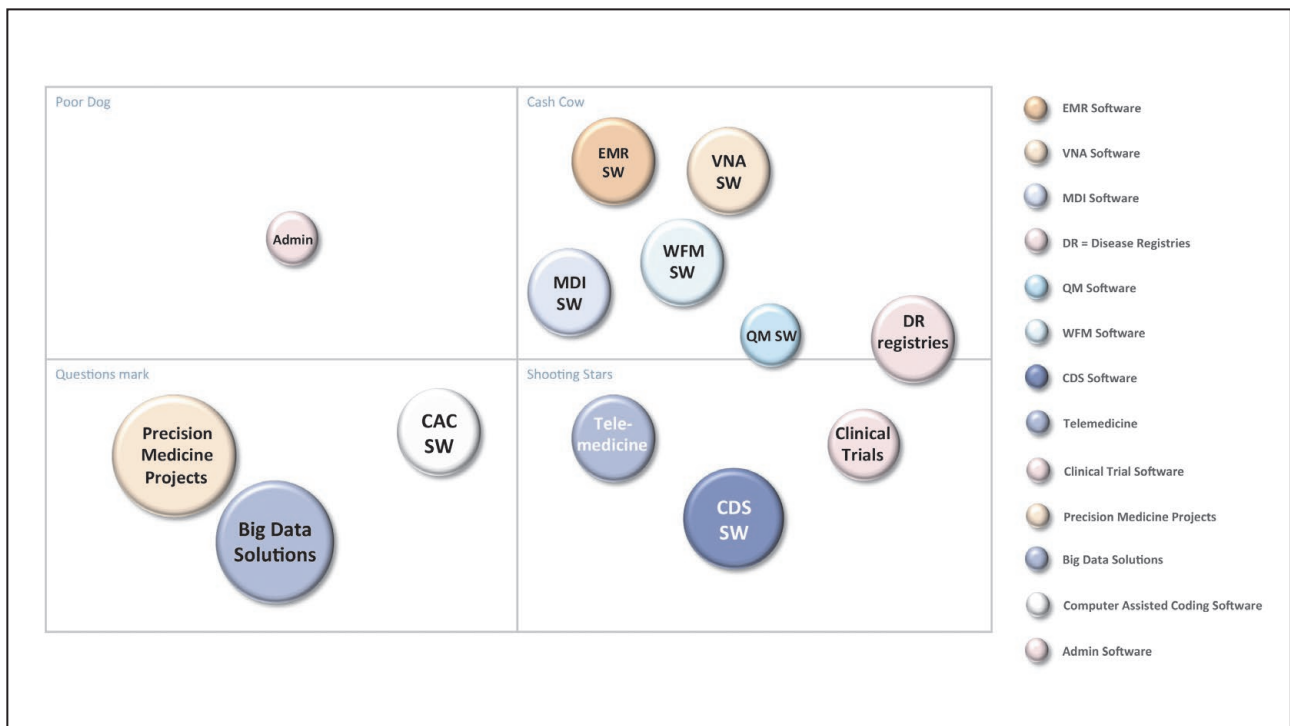 Poor Dog
Admin
Cash Cow
EMR
SW
VNA
SW
WFM
SW
MDI
SW
QM SW
DR
registries
Questions mark
Precision
Medicine
Projects
Big Data
Solutions
CAC
SW
Shooting Stars
Tele-
medicine
CDS
SW
Clinical
Trials
EMR Software
VNA Software
MDI Software
DR = Disease Registries
QM Software
WFM Software
CDS Software
Telemedicine
Clinical Trial Software
Precision Medicine Projects
Big Data Solutions
Computer Assisted Coding Software
Admin Software